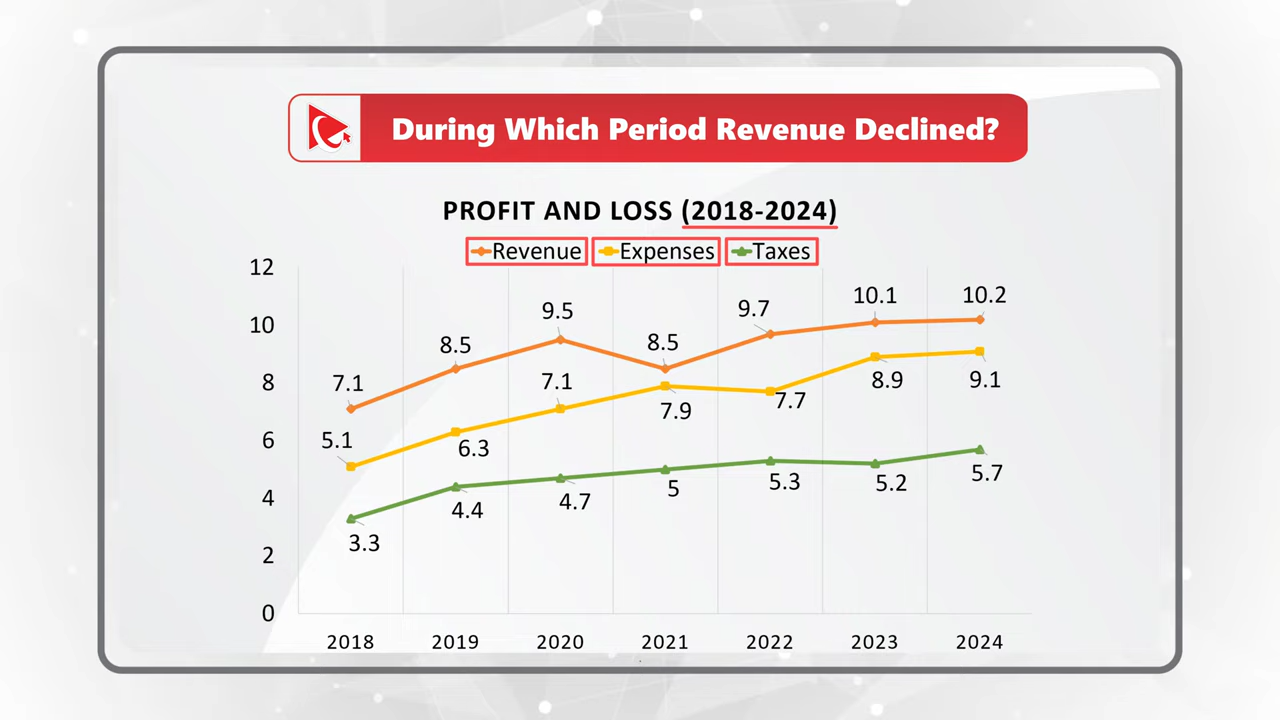 During Which Period Revenue Declined?
PROFIT AND LOSS (2018-2024)
Revenue Expenses Taxes
12
10
8
6
4
2
0
7.1 8.5 9.5 8.5 9.7 10.1 10.2
5.1 6.3 7.1 7.9 7.7 8.9 9.1
3.3 4.4 4.7 5 5.3 5.2 5.7
2018 2019 2020 2021 2022 2023 2024